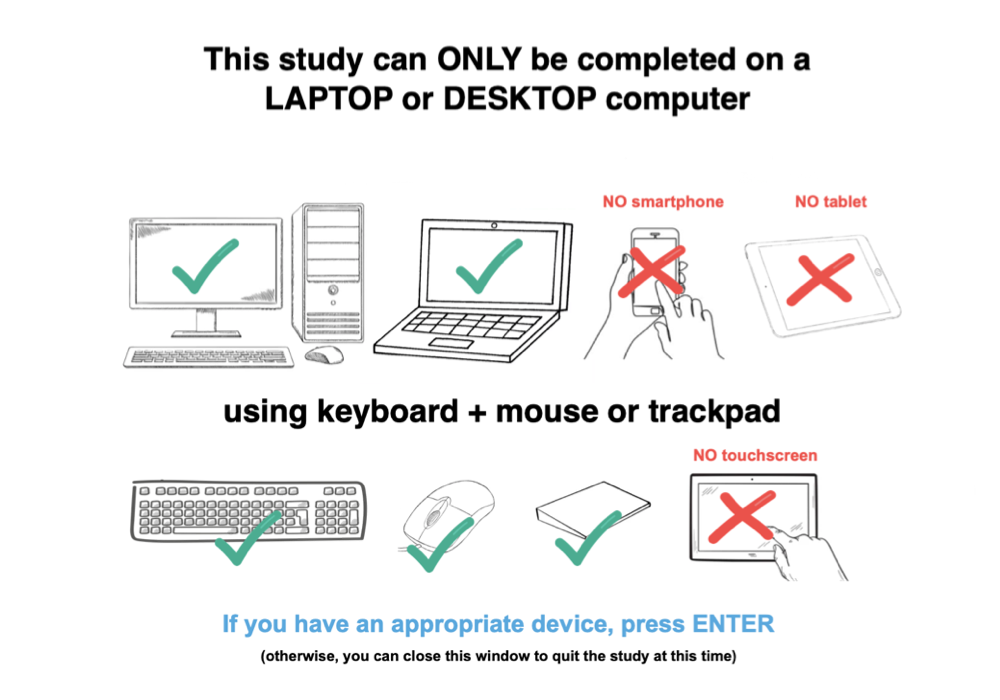 This study can ONLY be completed on a
LAPTOP or DESKTOP computer
NO smartphone
NO tablet
using keyboard + mouse or trackpad
NO touchscreen
If you have an appropriate device, press ENTER
(otherwise, you can close this window to quit the study at this time)